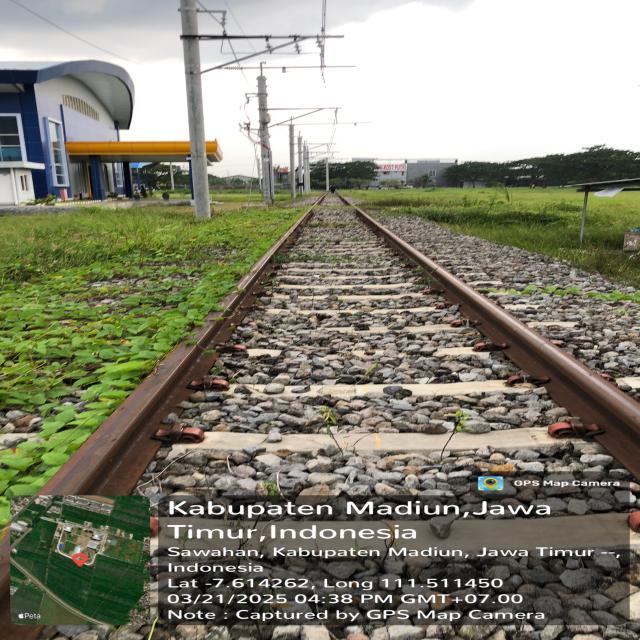 GPS Map Camera
Kabupaten Madiun,Jawa
Timur,Indonesia
Sawahan, Kabupaten Madiun, Jawa Timur --,
Indonesia
Lat -7.614262, Long 111.511450
03/21/2025 04:38 PM GMT+07.00
Note : Captured by GPS Map Camera
Peta